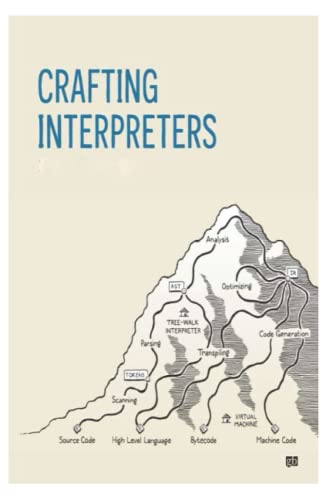 CRAFTING
INTERPRETERS
Analysis
IR
AST
Optimizing
TREE-WALK
INTERPRETER
Code Generation
Parsing
Transpiling
TOKENS
Scanning
VIRTUAL
MACHINE
Source Code
High Level Language
Bytecode
Machine Code
gb